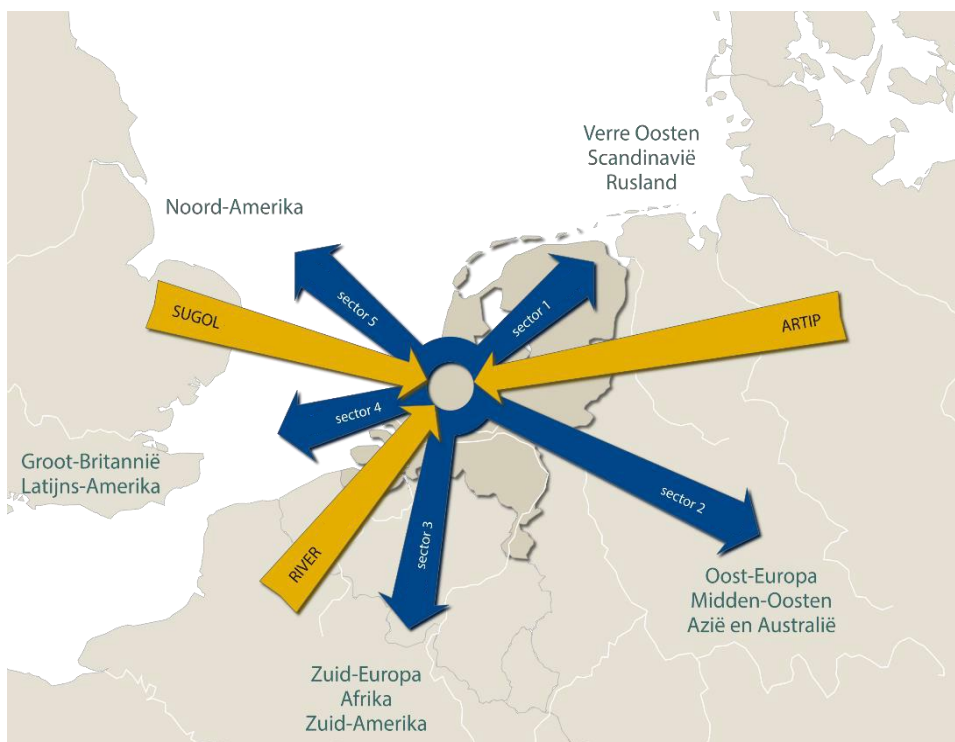 Verre Oosten
Scandinavië
Rusland
Noord-Amerika
sector 5
sector 1
SUGOL
ARTIP
sector 4
Groot-Britannië
Latijns-Amerika
sector 2
sector 3
RIVER
Oost-Europa
Midden-Oosten
Azië en Australië
Zuid-Europa
Afrika
Zuid-Amerika